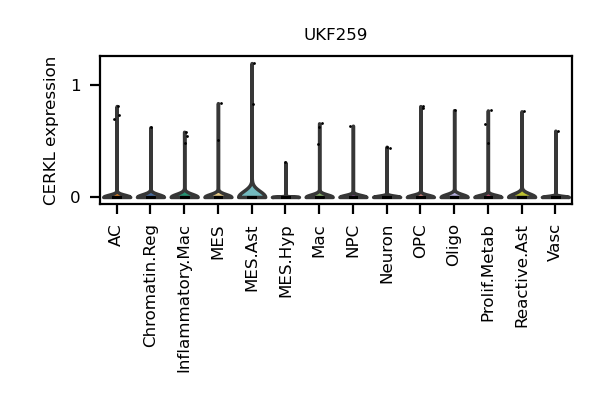 UKF259
CERKL expression
1
0
AC
Chromatin.Reg
Inflammatory.Mac
MES
MES.Ast
MES.Hyp
Mac
NPC
Neuron
OPC
Oligo
Prolif.Metab
Reactive.Ast
Vasc